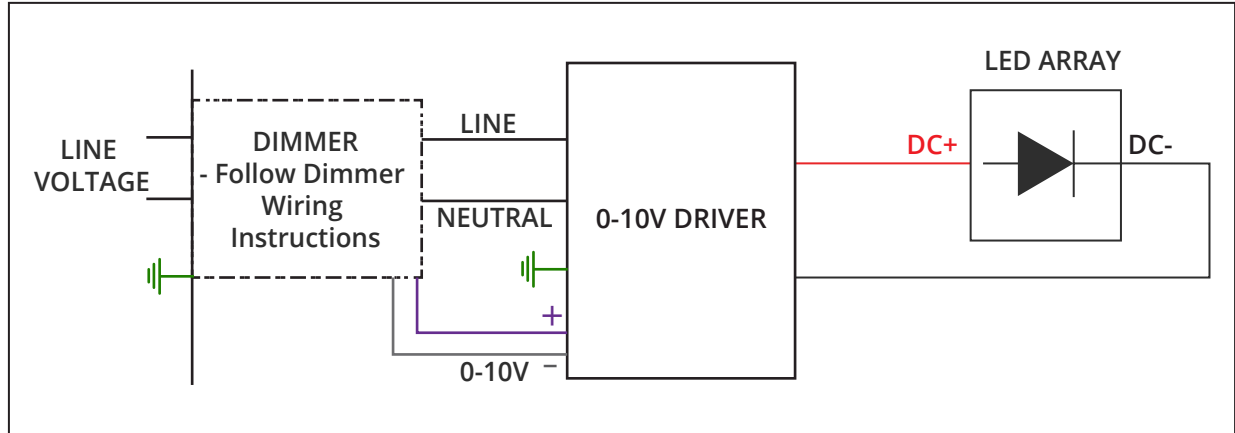 LINE
VOLTAGE
DIMMER
- Follow Dimmer
Wiring
Instructions
LINE
NEUTRAL
+
0-10V −
0-10V DRIVER
LED ARRAY
DC+
DC-